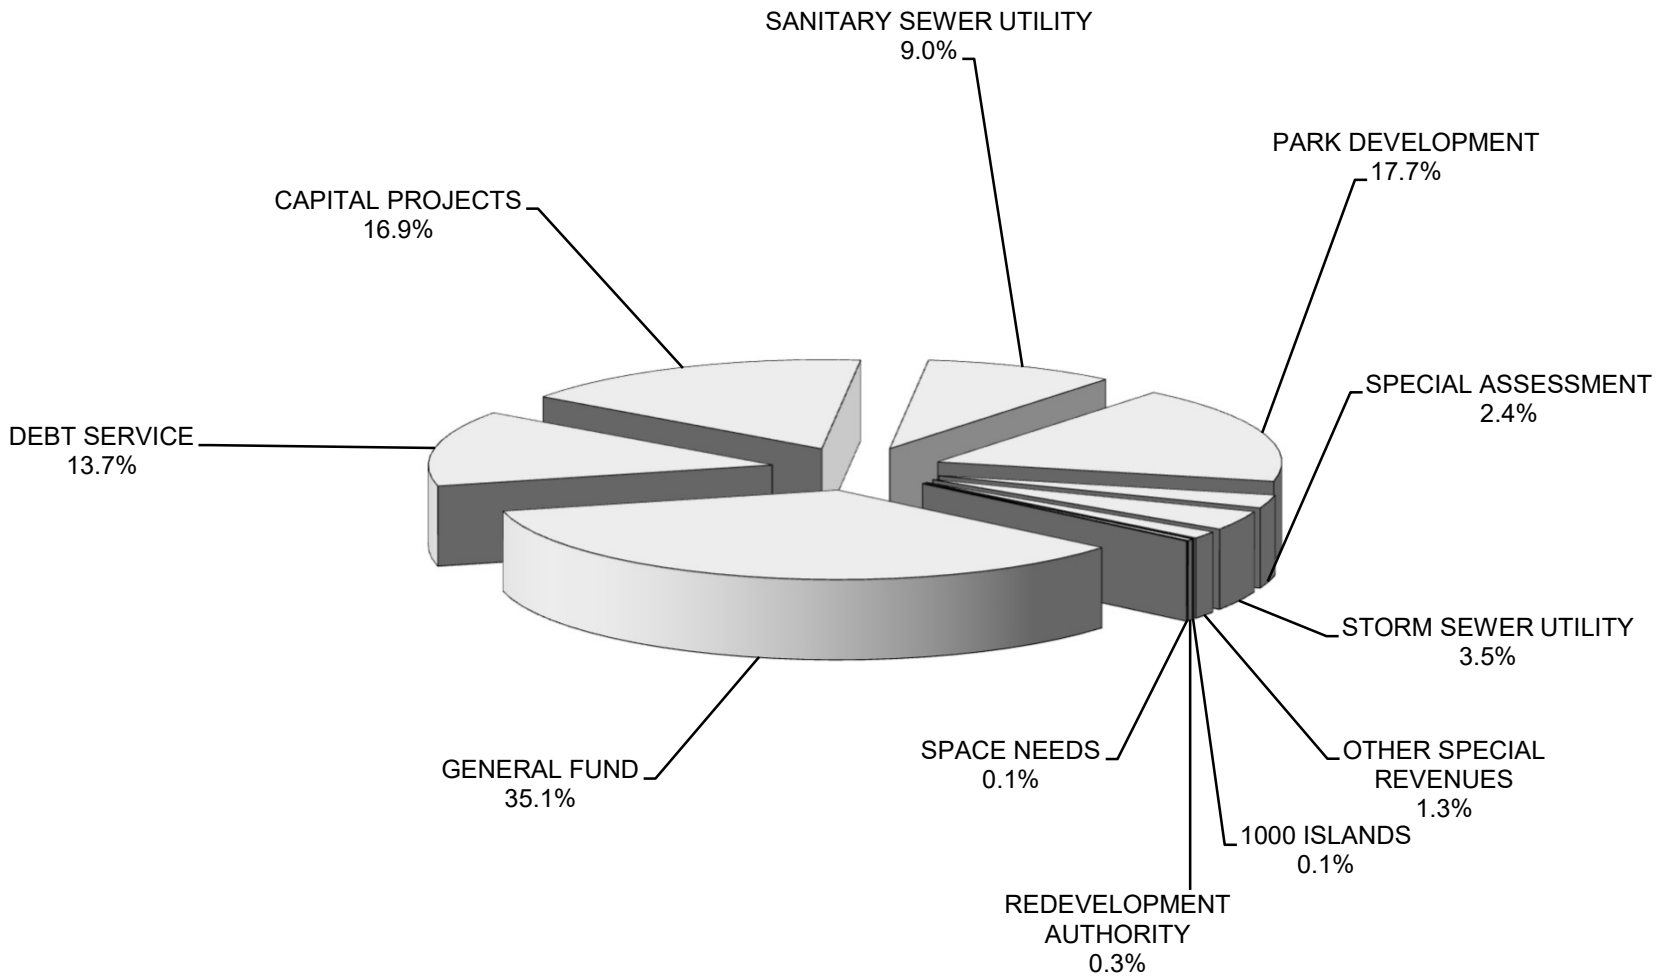 SANITARY SEWER UTILITY
9.0%
PARK DEVELOPMENT
17.7%
CAPITAL PROJECTS
16.9%
SPECIAL ASSESSMENT
2.4%
DEBT SERVICE
13.7%
STORM SEWER UTILITY
3.5%
SPACE NEEDS
0.1%
OTHER SPECIAL
REVENUES
1.3%
GENERAL FUND
35.1%
1000 ISLANDS
0.1%
REDEVELOPMENT
AUTHORITY
0.3%